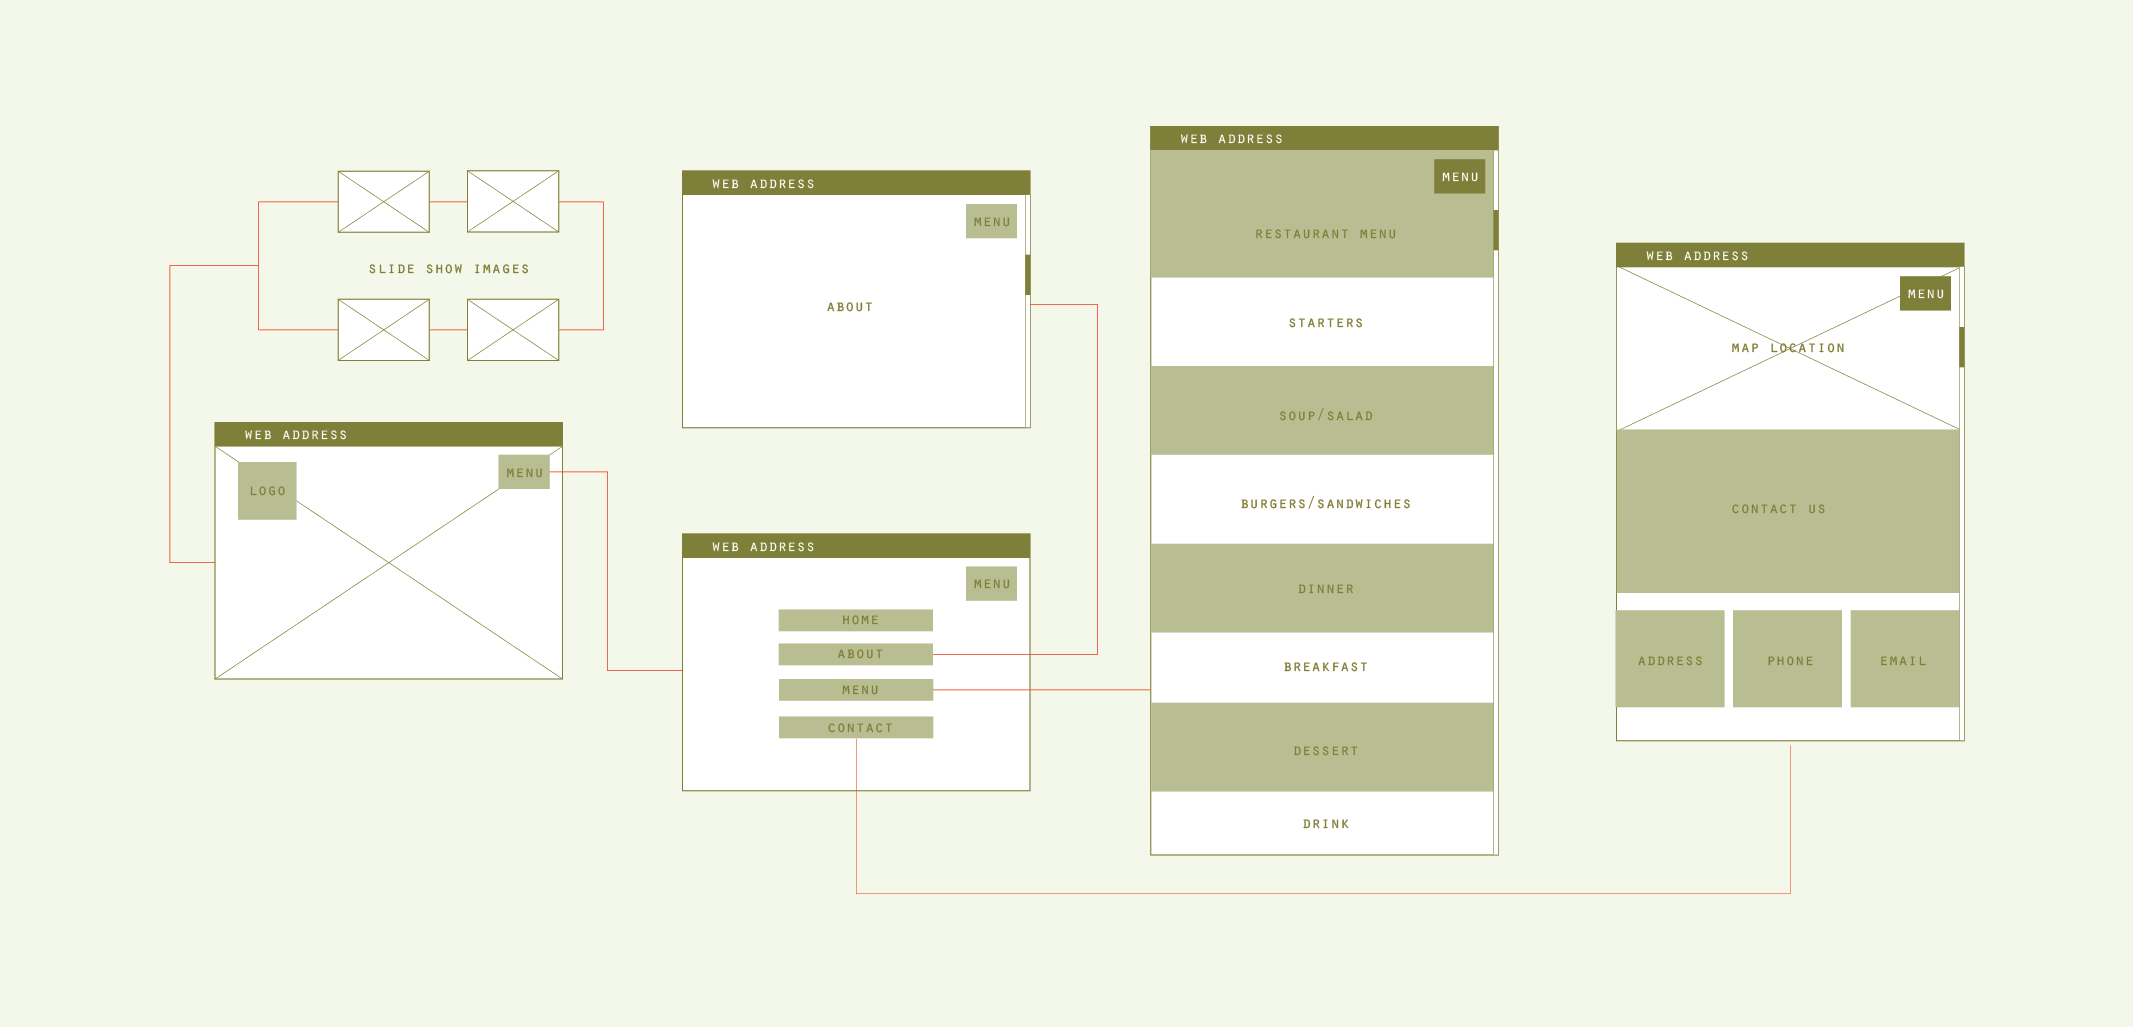 SLIDE SHOW IMAGES
WEB ADDRESS
LOGO
MENU
WEB ADDRESS
MENU
ABOUT
WEB ADDRESS
MENU
HOME
ABOUT
MENU
CONTACT
WEB ADDRESS
MENU
RESTAURANT MENU
STARTERS
SOUP/SALAD
BURGERS/SANDWICHES
DINNER
BREAKFAST
DESSERT
DRINK
WEB ADDRESS
MENU
MAP LOCATION
CONTACT US
ADDRESS
PHONE
EMAIL